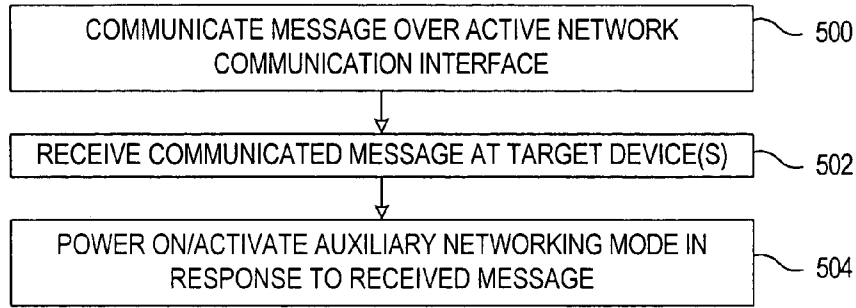 COMMUNICATE MESSAGE OVER ACTIVE NETWORK
COMMUNICATION INTERFACE
500
RECEIVE COMMUNICATED MESSAGE AT TARGET DEVICE(S)
502
POWER ON/ACTIVATE AUXILIARY NETWORKING MODE IN
RESPONSE TO RECEIVED MESSAGE
504